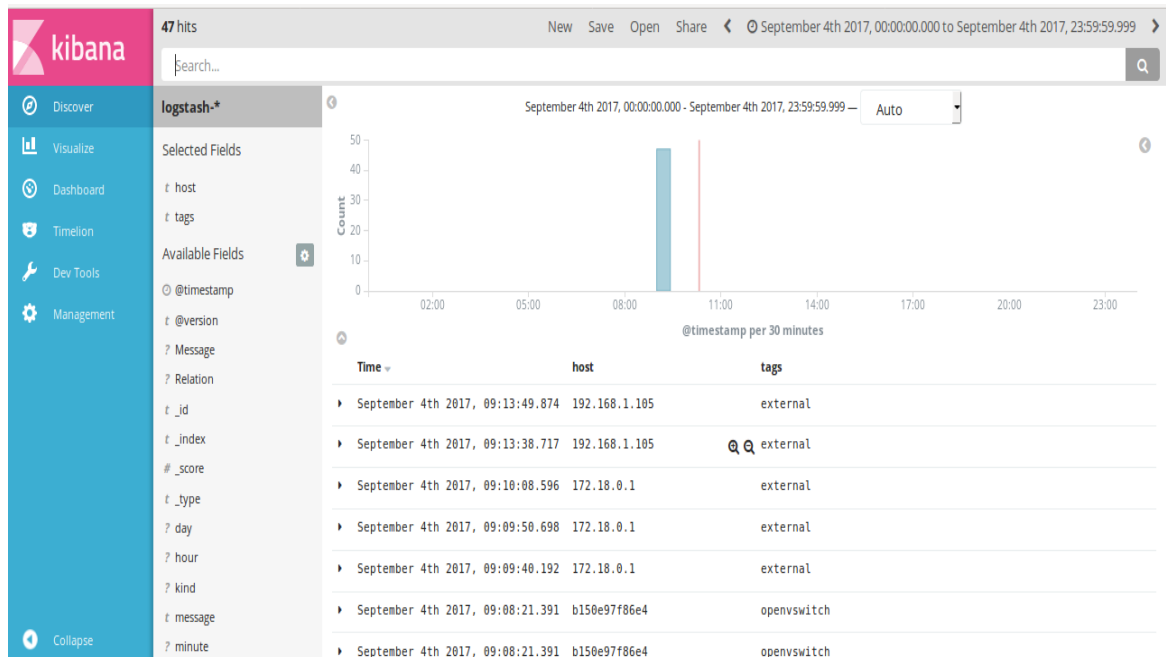 kibana
Discover
Visualize
Dashboard
Timelion
Dev Tools
Management
Collapse
47 hits
New Save Open Share September 4th 2017, 00:00:00.000 to September 4th 2017, 23:59:59.999
Search...
logstash-*
Selected Fields
t host
t tags
Available Fields
@timestamp
t @version
? Message
? Relation
t _id
t _index
# _score
t _type
? day
? hour
? kind
t message
? minute
September 4th 2017, 00:00:00.000 - September 4th 2017, 23:59:59.999 — Auto
Count
50
40
30
20
10
0
02:00 05:00 08:00 11:00 14:00 17:00 20:00 23:00
@timestamp per 30 minutes
Time host tags
September 4th 2017, 09:13:49.874 192.168.1.105 external
September 4th 2017, 09:13:38.717 192.168.1.105 external
September 4th 2017, 09:10:08.596 172.18.0.1 external
September 4th 2017, 09:09:50.698 172.18.0.1 external
September 4th 2017, 09:09:40.192 172.18.0.1 external
September 4th 2017, 09:08:21.391 b150e97f86e4 openvswitch
September 4th 2017, 09:08:21.391 b150e97f86e4 openvswitch